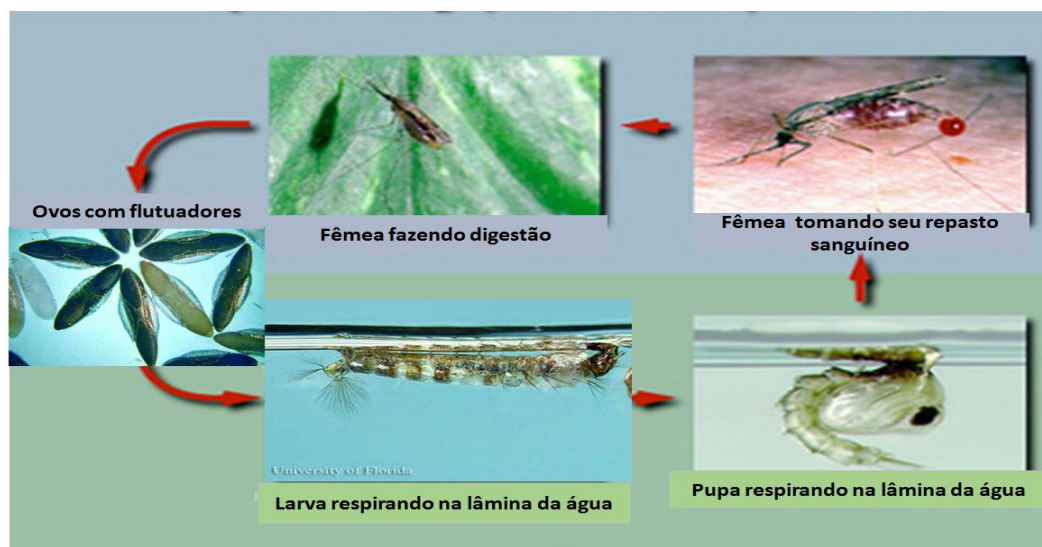 Ovos com flutuadores
Fêmea fazendo digestão
Fêmea  tomando seu repasto
sanguíneo
University of Florida
Larva respirando na lâmina da água
Pupa respirando na lâmina da água